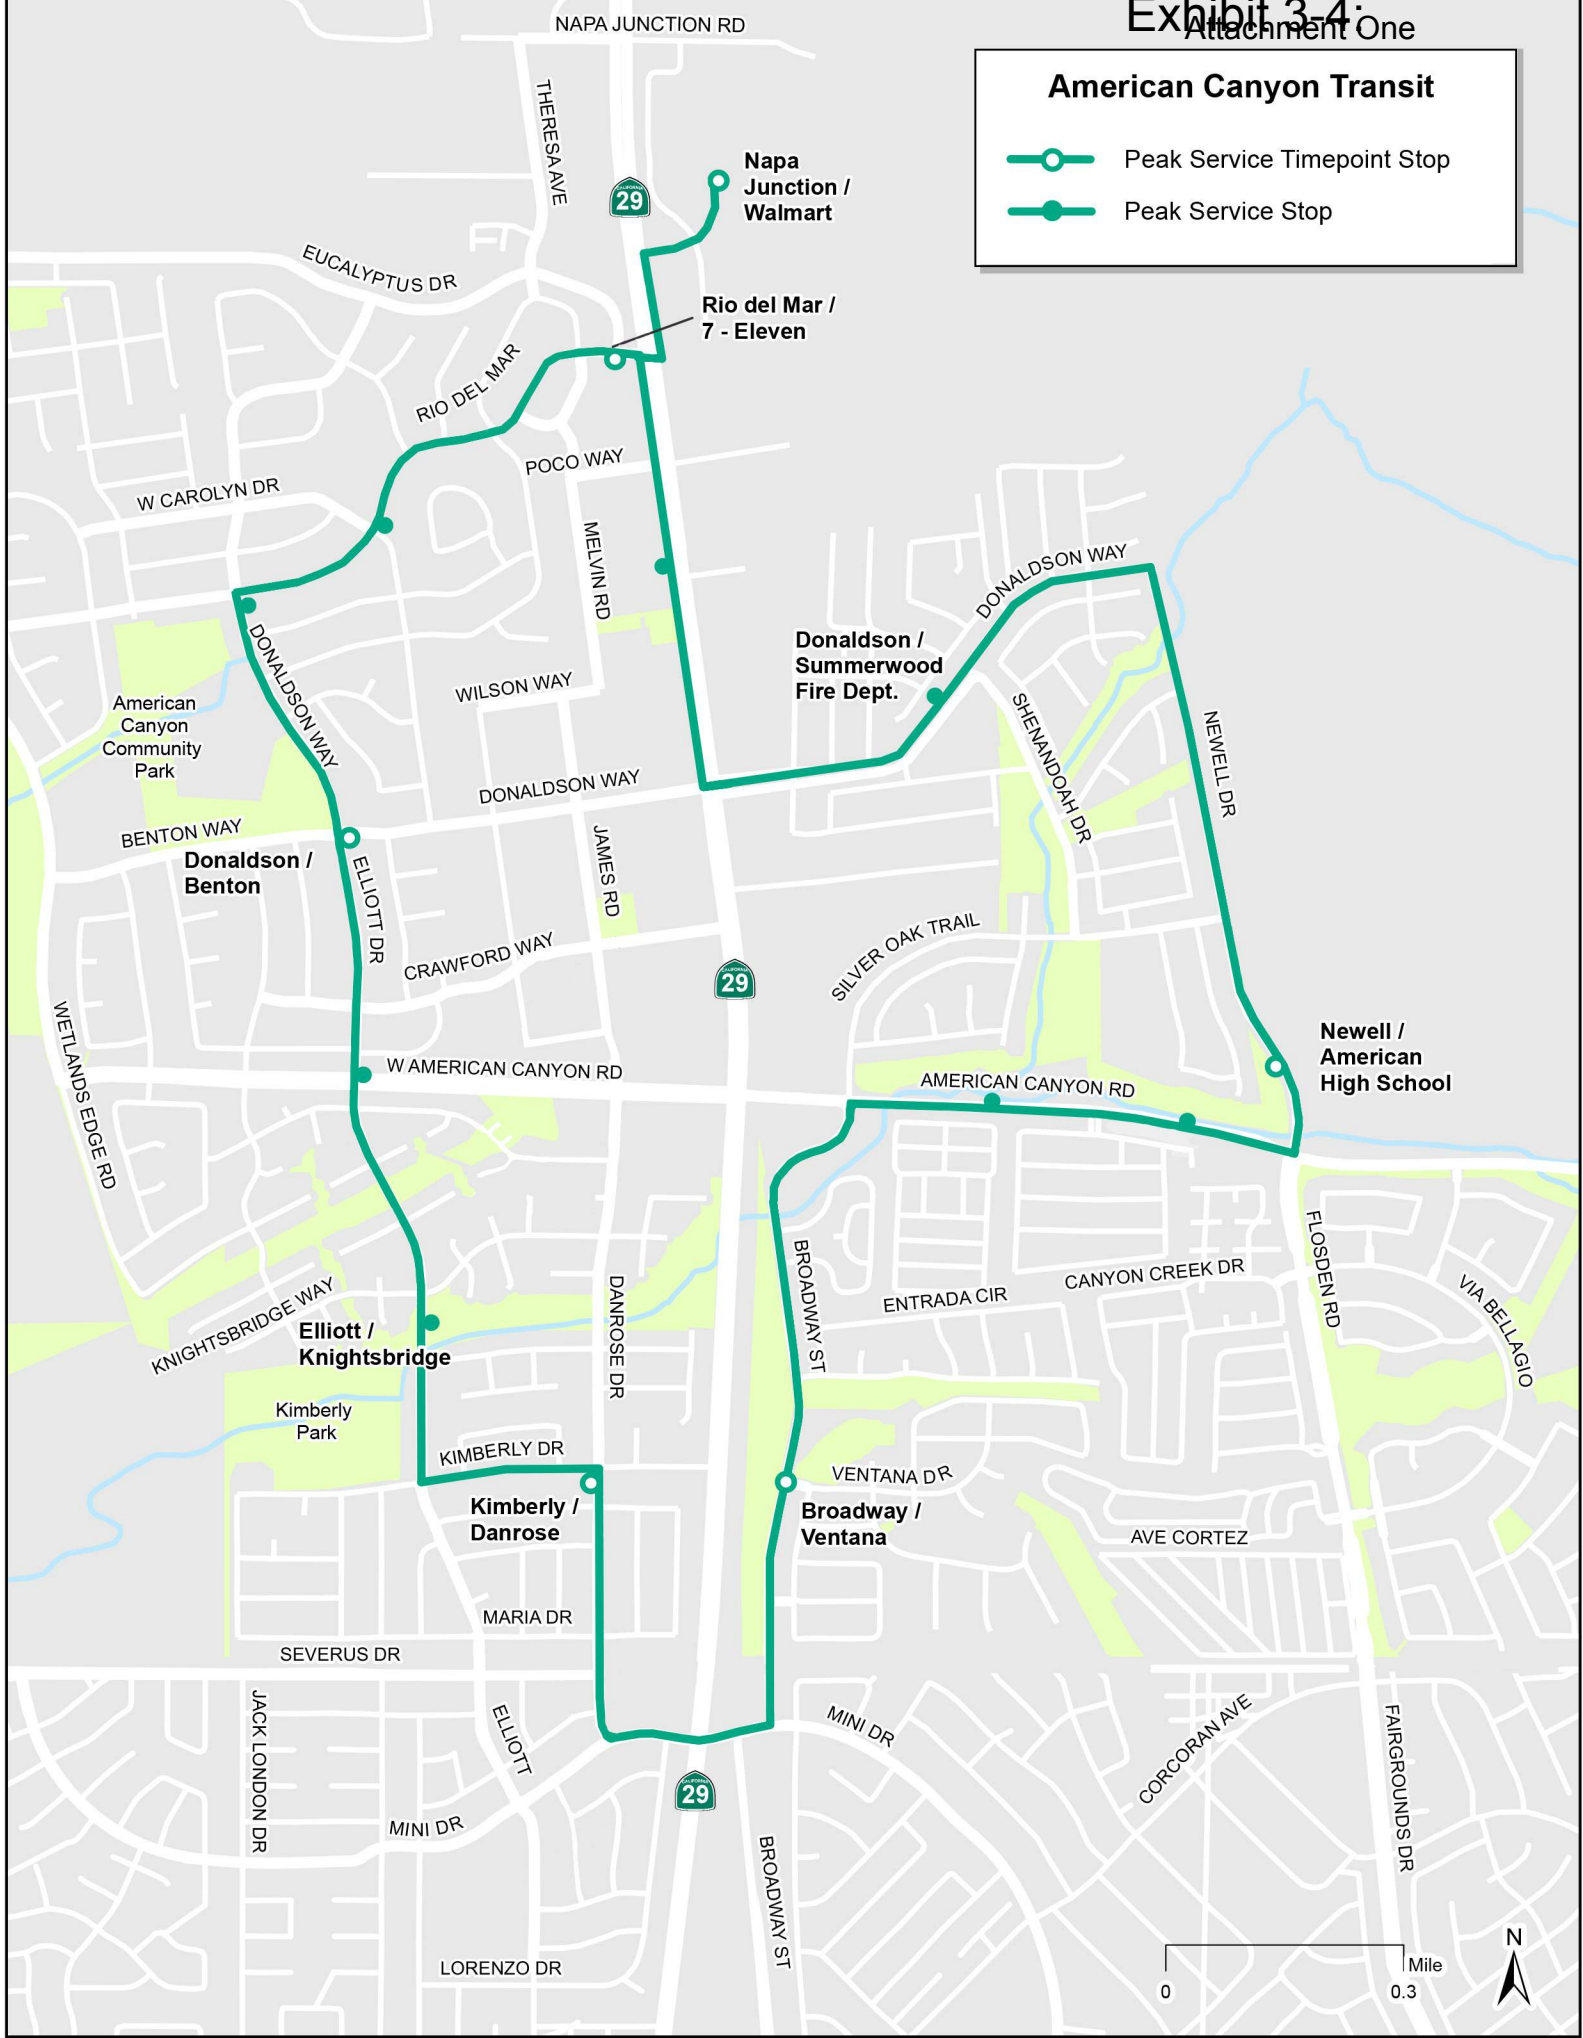 Exhibit 3-4:
Attachment One
NAPA JUNCTION RD
American Canyon Transit
Peak Service Timepoint Stop
Peak Service Stop
THERESA AVE
CALIFORNIA
29
Napa
Junction /
Walmart
EUCALYPTUS DR
Rio del Mar /
7 - Eleven
RIO DEL MAR
POCO WAY
W CAROLYN DR
MELVIN RD
DONALDSON WAY
Donaldson /
Summerwood
Fire Dept.
DONALDSON WAY
American
Canyon
Community
Park
WILSON WAY
SHENANDOAH DR
NEWELL DR
DONALDSON WAY
BENTON WAY
Donaldson /
Benton
ELLIOTT DR
JAMES RD
CRAWFORD WAY
SILVER OAK TRAIL
CALIFORNIA
29
WETLANDS EDGE RD
W AMERICAN CANYON RD
AMERICAN CANYON RD
Newell /
American
High School
FLOSDEN RD
BROADWAY ST
ENTRADA CIR
CANYON CREEK DR
VIA BELLAGIO
KNIGHTSBRIDGE WAY
Elliott /
Knightsbridge
DANROSE DR
Kimberly
Park
KIMBERLY DR
Kimberly /
Danrose
VENTANA DR
Broadway /
Ventana
AVE CORTEZ
MARIA DR
SEVERUS DR
JACK LONDON DR
ELLIOTT
MINI DR
CORCORAN AVE
FAIRGROUNDS DR
CALIFORNIA
29
MINI DR
BROADWAY ST
LORENZO DR
N
Mile
0
0.3